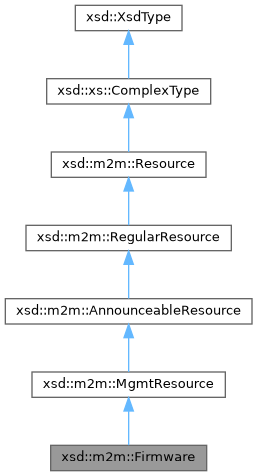 xsd::XsdType
xsd::xs::ComplexType
xsd::m2m::Resource
xsd::m2m::RegularResource
xsd::m2m::AnnounceableResource
xsd::m2m::MgmtResource
xsd::m2m::Firmware